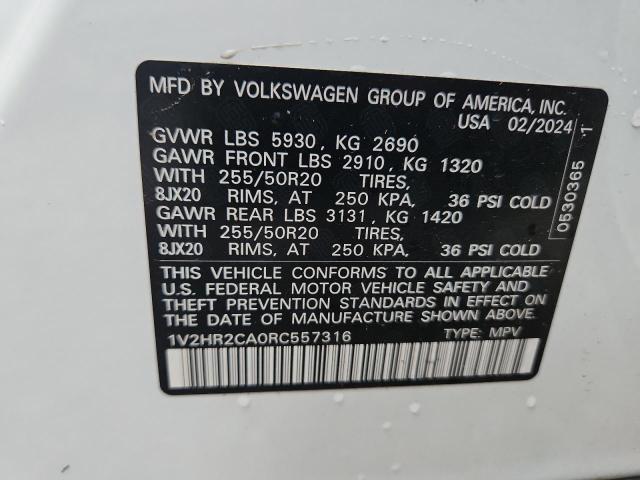 MFD BY VOLKSWAGEN GROUP OF AMERICA, INC.
USA 02/2024
GVWR LBS 5930, KG 2690
GAWR FRONT LBS 2910, KG 1320
WITH 255/50R20 TIRES,
8JX20 RIMS, AT 250 KPA, 36 PSI COLD
GAWR REAR LBS 3131, KG 1420
WITH 255/50R20 TIRES,
8JX20 RIMS, AT 250 KPA, 36 PSI COLD
THIS VEHICLE CONFORMS TO ALL APPLICABLE
U.S. FEDERAL MOTOR VEHICLE SAFETY AND
THEFT PREVENTION STANDARDS IN EFFECT ON
THE DATE OF MANUFACTURE SHOWN ABOVE.
1V2HR2CA0RC557316 TYPE: MPV
0530365 1